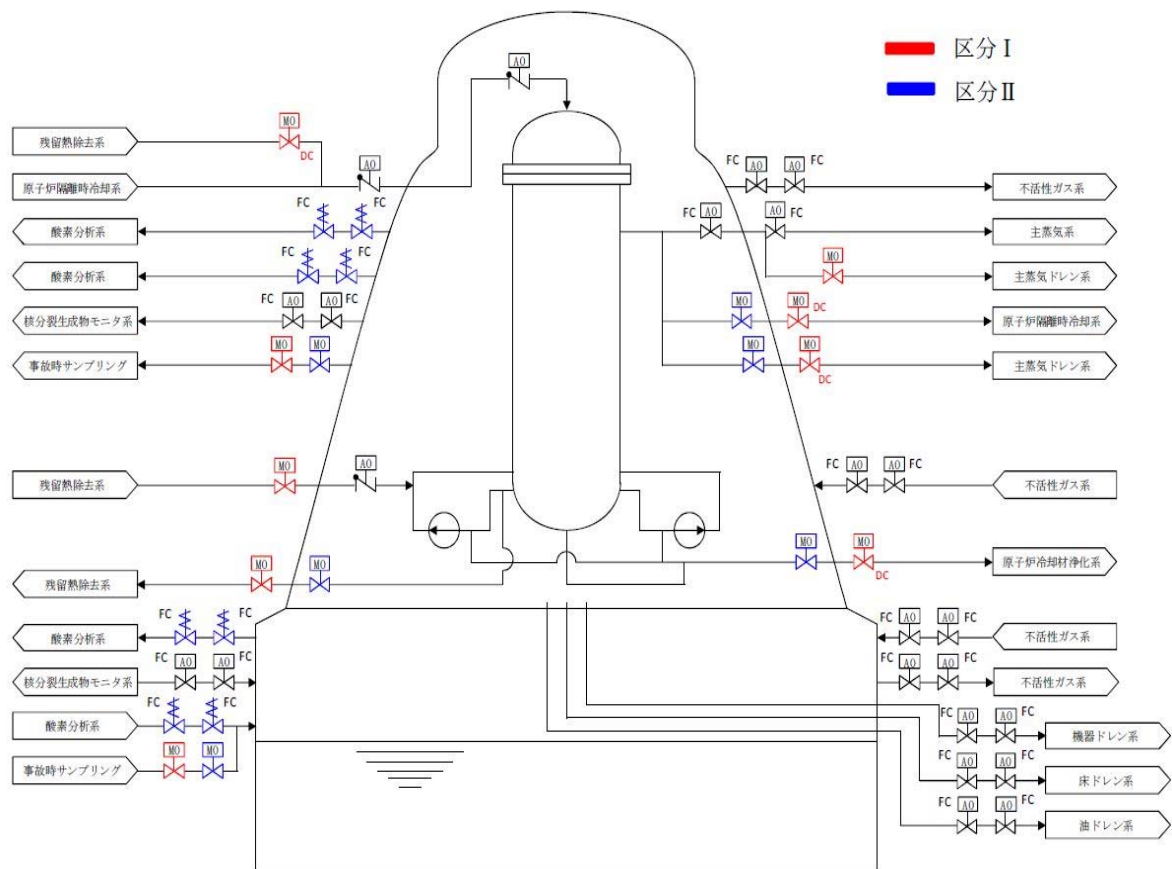 区分Ⅰ
区分Ⅱ
AO
MO
残留熱除去系
DC
AO
原子炉隔離時冷却系
FC
FC
酸素分析系
酸素分析系
FC
FC
FC
AO
AO
FC
核分裂生成物モニタ系
MO
MO
事故時サンプリング
FC
AO
AO
FC
不活性ガス系
FC
AO
AO
FC
主蒸気系
MO
主蒸気ドレン系
MO
MO
DC
原子炉隔離時冷却系
MO
MO
DC
主蒸気ドレン系
MO
AO
残留熱除去系
FC
AO
AO
FC
不活性ガス系
MO
MO
残留熱除去系
MO
MO
DC
原子炉冷却材浄化系
FC
FC
酸素分析系
FC
AO
AO
FC
核分裂生成物モニタ系
FC
FC
酸素分析系
MO
MO
事故時サンプリング
FC
AO
AO
FC
不活性ガス系
FC
AO
AO
FC
不活性ガス系
FC
AO
AO
FC
機器ドレン系
FC
AO
AO
FC
床ドレン系
FC
AO
AO
FC
油ドレン系